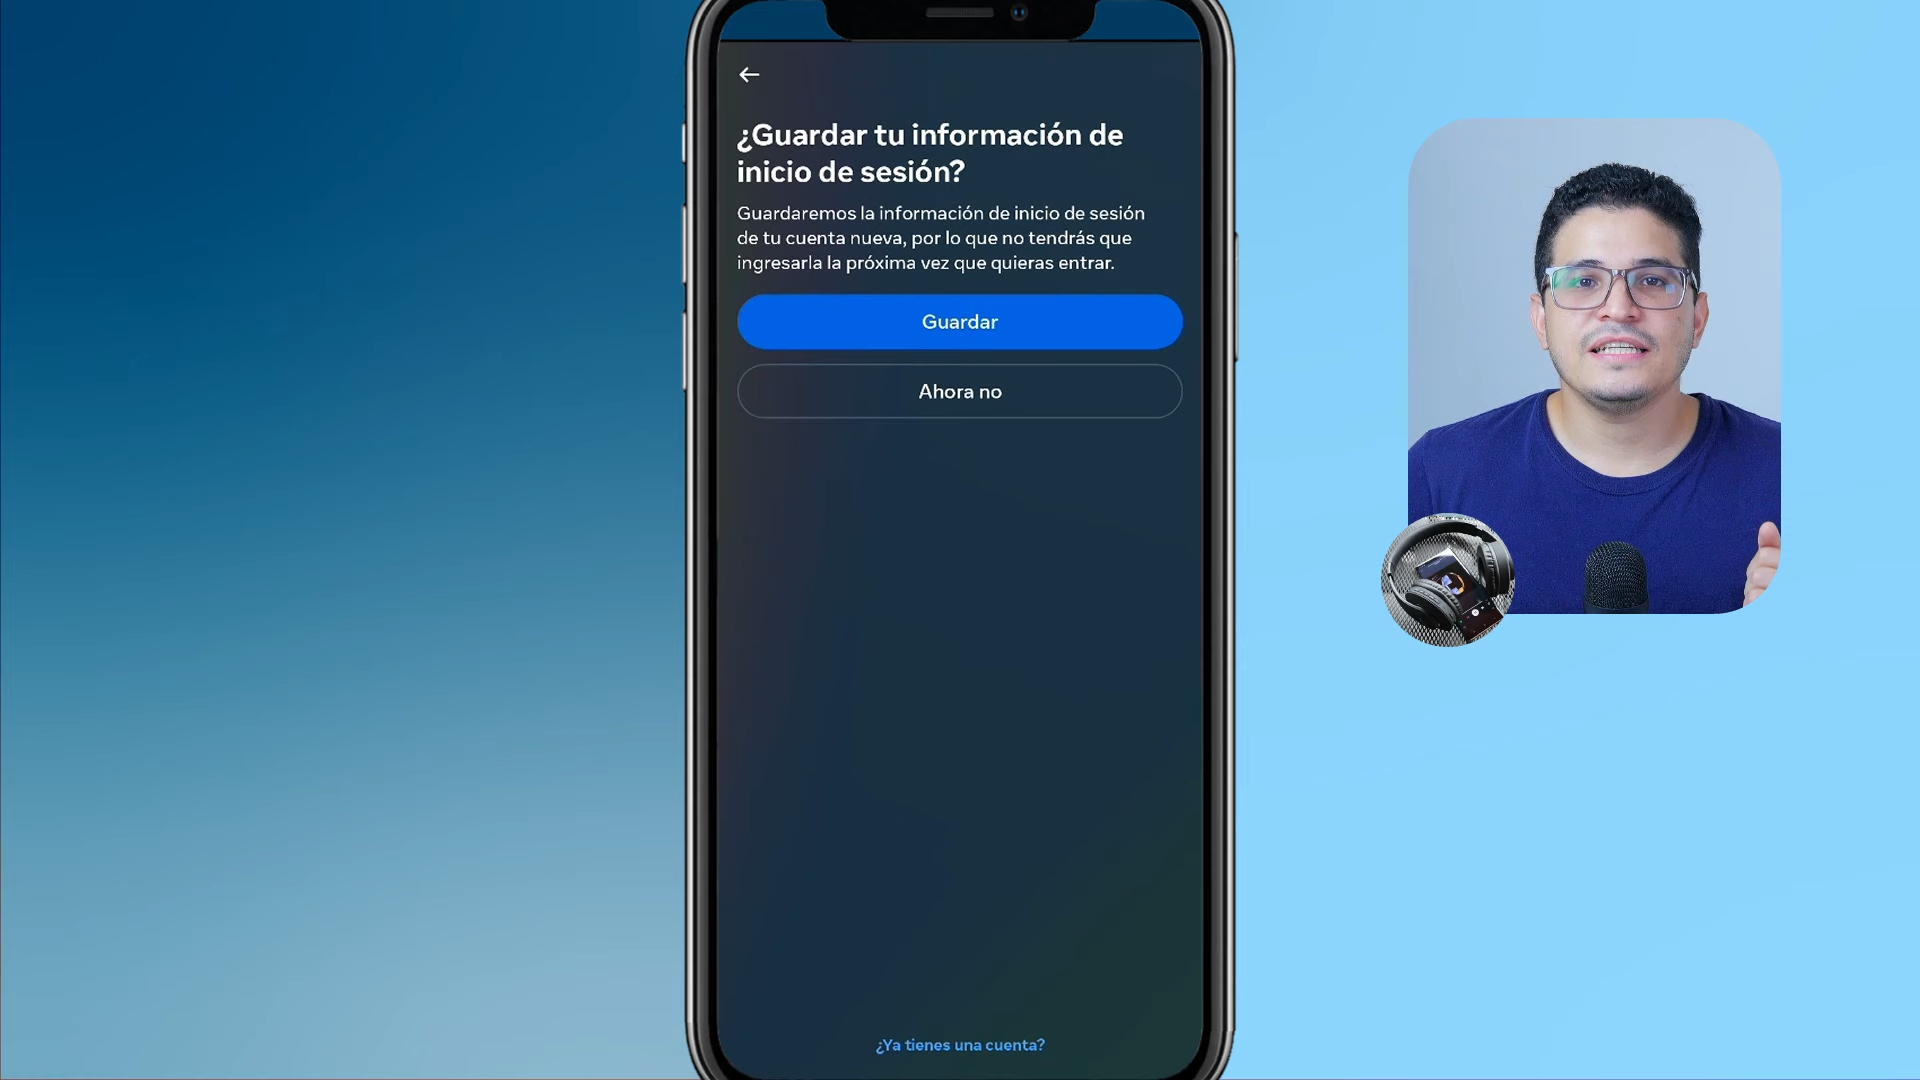 ¿Guardar tu información de
inicio de sesión?
Guardaremos la información de inicio de sesión
de tu cuenta nueva, por lo que no tendrás que
ingresarla la próxima vez que quieras entrar.
Guardar
Ahora no
¿Ya tienes una cuenta?